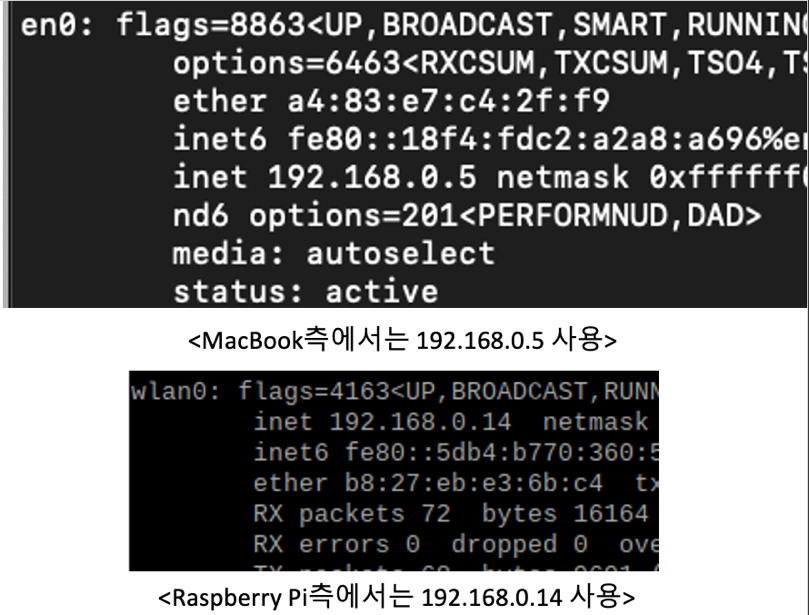 en0: flags=8863<UP,BROADCAST,SMART,RUNNING
options=6463<RXCSUM,TXCSUM,TSO4,TS
ether a4:83:e7:c4:2f:f9
inet6 fe80::18f4:fdc2:a2a8:a696%en
inet 192.168.0.5 netmask 0xffffff0
nd6 options=201<PERFORMNUD,DAD>
media: autoselect
status: active
<MacBook측에서는 192.168.0.5 사용>
wlan0: flags=4163<UP,BROADCAST,RUNN
inet 192.168.0.14 netmask
inet6 fe80::5db4:b770:360:5
ether b8:27:eb:e3:6b:c4 tx
RX packets 72 bytes 16164
RX errors 0 dropped 0 ove
<Raspberry Pi측에서는 192.168.0.14 사용>